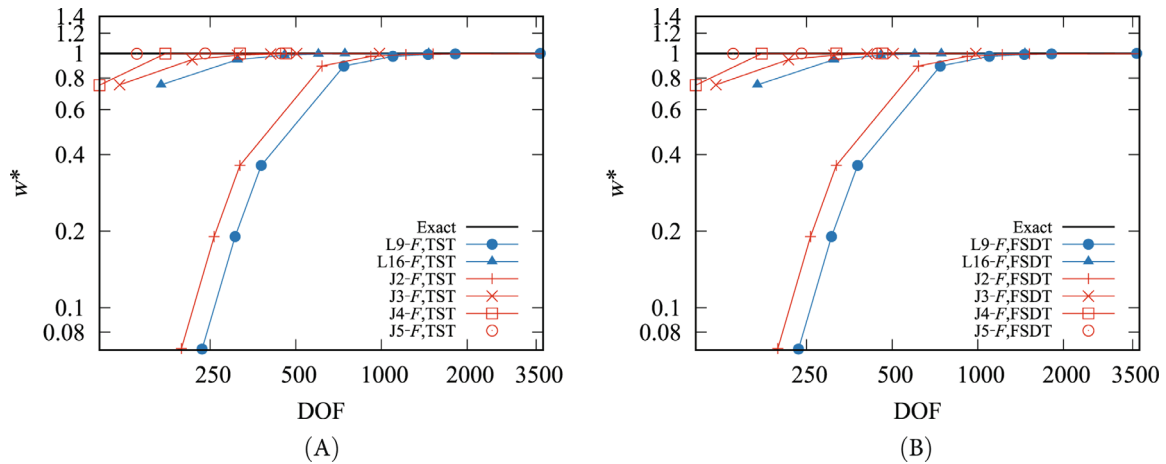 1.4
1.2
1
0.8
0.6
0.4
0.2
0.1
0.08
w*
Exact
L9-F,TST
L16-F,TST
J2-F,TST
J3-F,TST
J4-F,TST
J5-F,TST
250 500 1000 2000 3500
DOF
(A)
1.4
1.2
1
0.8
0.6
0.4
0.2
0.1
0.08
w*
Exact
L9-F,FSDT
L16-F,FSDT
J2-F,FSDT
J3-F,FSDT
J4-F,FSDT
J5-F,FSDT
250 500 1000 2000 3500
DOF
(B)